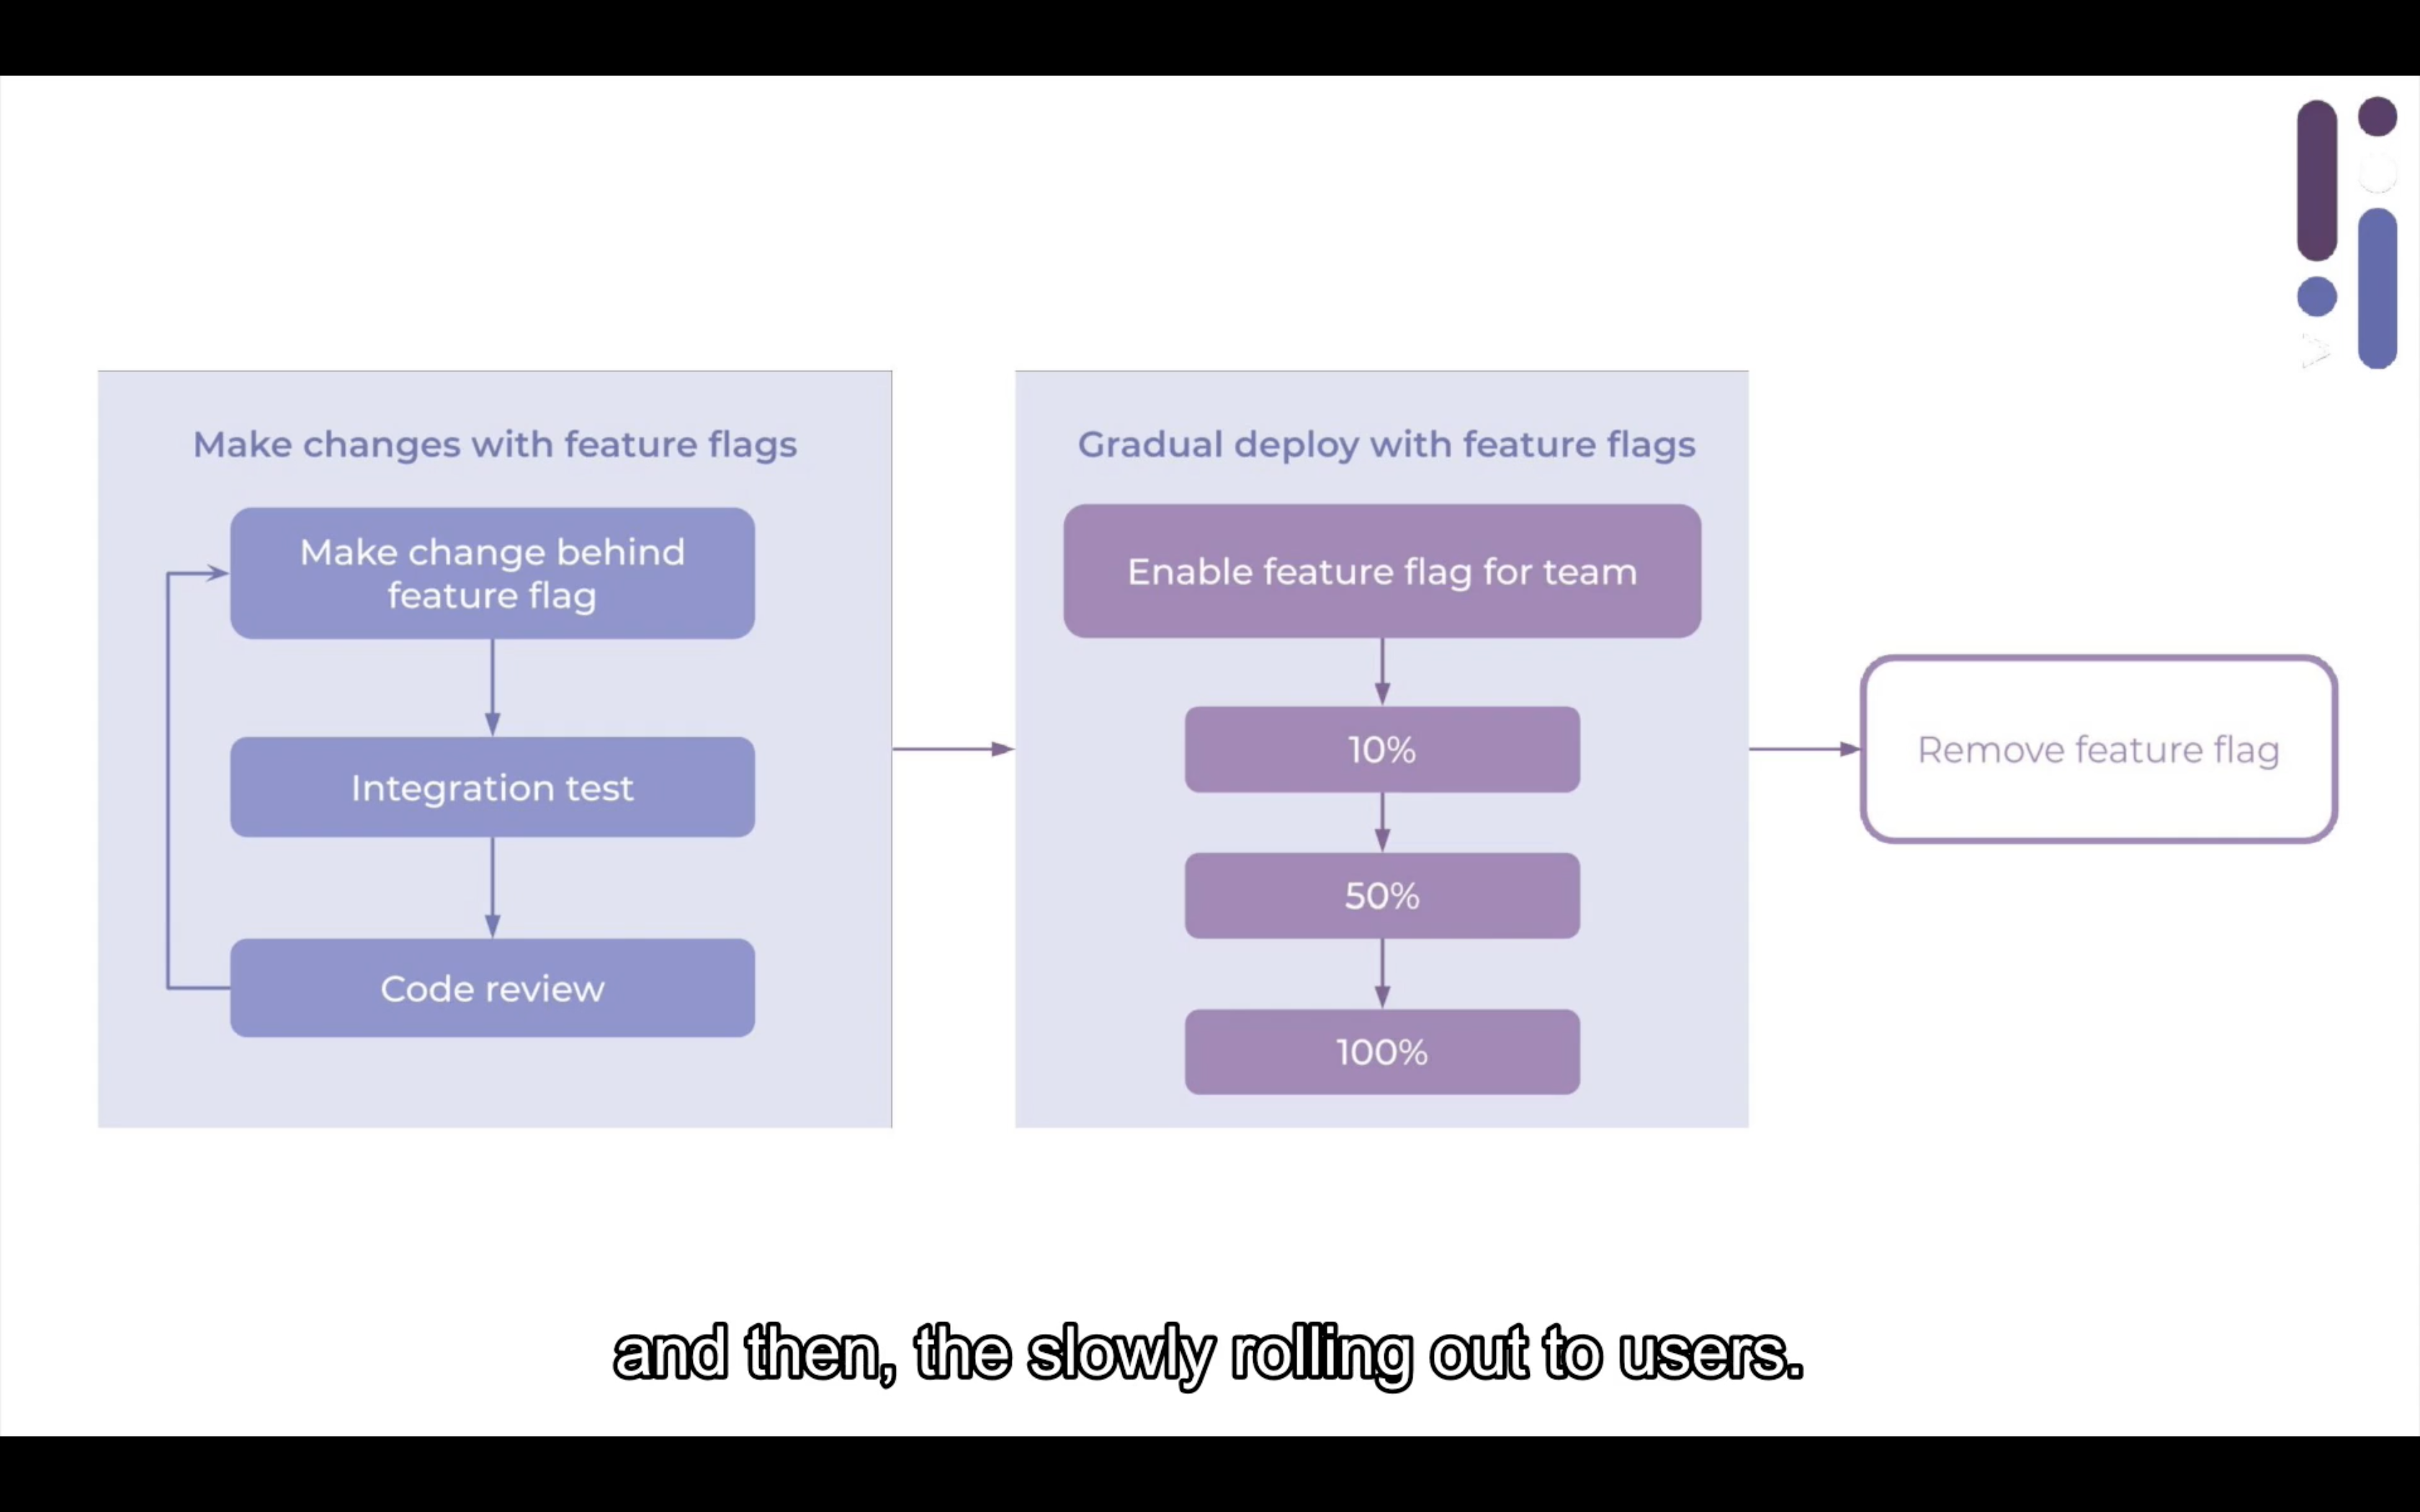 Make changes with feature flags
Make change behind
feature flag
Integration test
Code review
Gradual deploy with feature flags
Enable feature flag for team
10%
50%
100%
Remove feature flag
and then, the slowly rolling out to users.